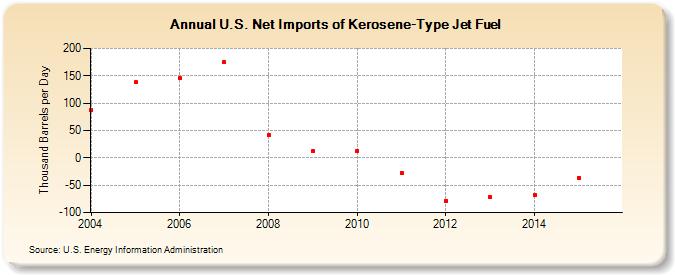 Annual U.S. Net Imports of Kerosene-Type Jet Fuel
Thousand Barrels per Day
200
150
100
50
0
-50
-100
2004 2006 2008 2010 2012 2014
Source: U.S. Energy Information Administration